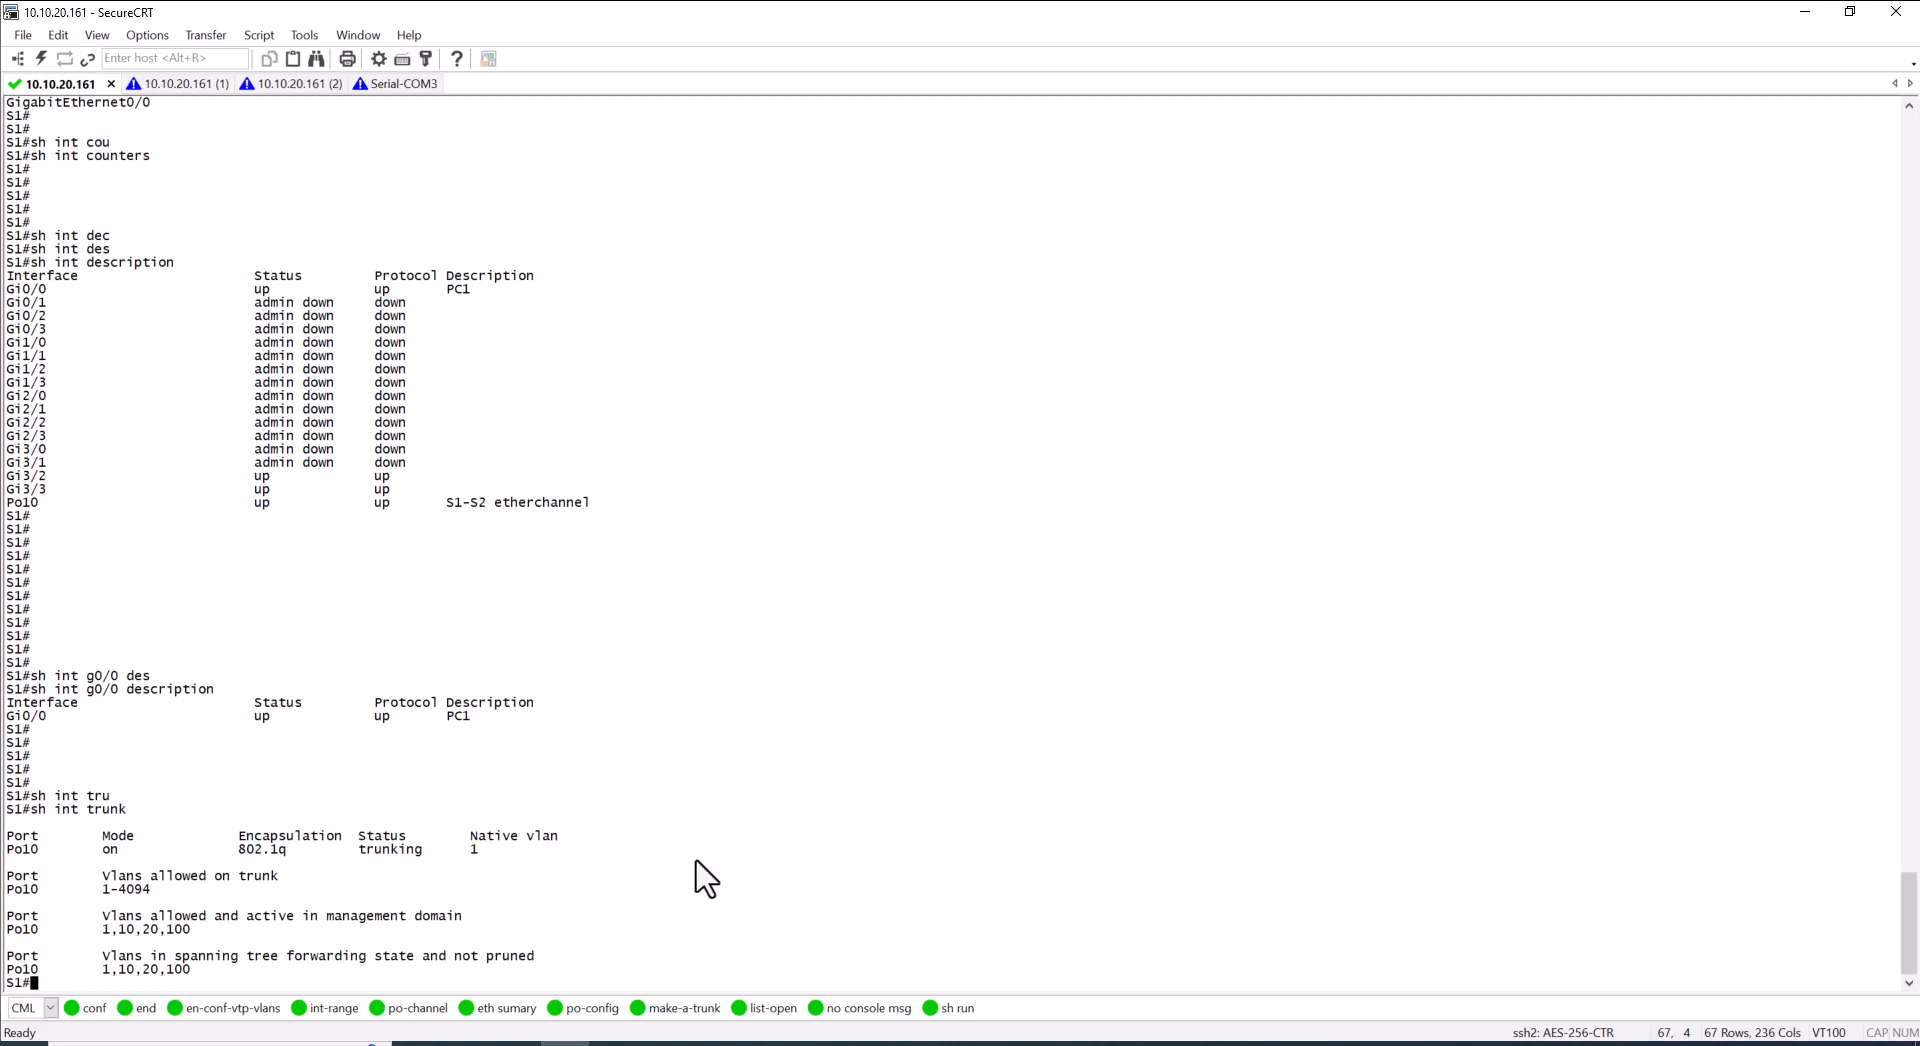 10.10.20.161 - SecureCRT
File Edit View Options Transfer Script Tools Window Help
Enter host <Alt+R>
10.10.20.161 10.10.20.161 (1) 10.10.20.161 (2) Serial-COM3
GigabitEthernet0/0
S1#
S1#
S1#sh int cou
S1#sh int counters
S1#
S1#
S1#
S1#
S1#
S1#sh int dec
S1#sh int des
S1#sh int description
Interface Status Protocol Description
Gi0/0 up up PC1
Gi0/1 admin down down
Gi0/2 admin down down
Gi0/3 admin down down
Gi1/0 admin down down
Gi1/1 admin down down
Gi1/2 admin down down
Gi1/3 admin down down
Gi2/0 admin down down
Gi2/1 admin down down
Gi2/2 admin down down
Gi2/3 admin down down
Gi3/0 admin down down
Gi3/1 admin down down
Gi3/2 up up
Gi3/3 up up
Po10 up up S1-S2 etherchannel
S1#
S1#
S1#
S1#
S1#
S1#
S1#
S1#
S1#
S1#
S1#
S1#
S1#sh int g0/0 des
S1#sh int g0/0 description
Interface Status Protocol Description
Gi0/0 up up PC1
S1#
S1#
S1#
S1#
S1#
S1#sh int tru
S1#sh int trunk
Port Mode Encapsulation Status Native vlan
Po10 on 802.1q trunking 1
Port Vlans allowed on trunk
Po10 1-4094
Port Vlans allowed and active in management domain
Po10 1,10,20,100
Port Vlans in spanning tree forwarding state and not pruned
Po10 1,10,20,100
S1#
CML conf end en-conf-vtp-vlans int-range po-channel eth sumary po-config make-a-trunk list-open no console msg sh run
Ready ssh2: AES-256-CTR 67, 4 67 Rows, 236 Cols VT100 CAP NUM